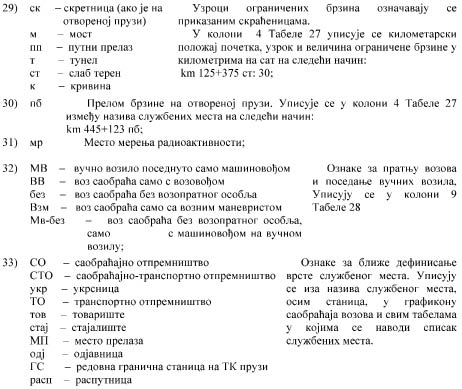 29) ск – скретница (ако је на отвореној прузи)
м – мост
пп – путни прелаз
т – тунел
ст – слаб терен
к – кривина
Узроци ограничених брзина означавају се приказаним скраћеницама.
У колони 4 Табеле 27 уписује се километарски положај почетка, узрок и величина ограничене брзине у километрима на сат на следећи начин:
km 125+375 ст: 30;
30) пб Прелом брзине на отвореној прузи. Уписује се у колони 4 Табеле 27
између назива службених места на следећи начин:
km 445+123 пб;
31) мр Место мерења радиоактивности;
32) МВ – вучно возило поседнуто само машиновођом
ВВ – воз саобраћа само с возовођом
без – воз саобраћа без возопратног особља
Взм – воз саобраћа само са возним маневристом
Мв-без – воз саобраћа без возопратног особља,
само с машиновођом на вучном
возилу;
Ознаке за пратњу возова
и поседање вучних возила,
Уписују се у колони 9
Табеле 28
33) СО – саобраћајно отпремништво
СТО – саобраћајно-транспортно отпремништво
укр – укрсница
ТО – транспортно отпремништво
тов – товариште
стај – стајалиште
МП – место прелаза
одј – одјавница
ГС – редовна гранична станица на ТК прузи
расп – распутница
Ознаке за ближе дефинисање
врсте службеног места. Уписују
се иза назива службеног места,
осим станица, у графикону
саобраћаја возова и свим табелама
у којима се наводи списак
службених места.